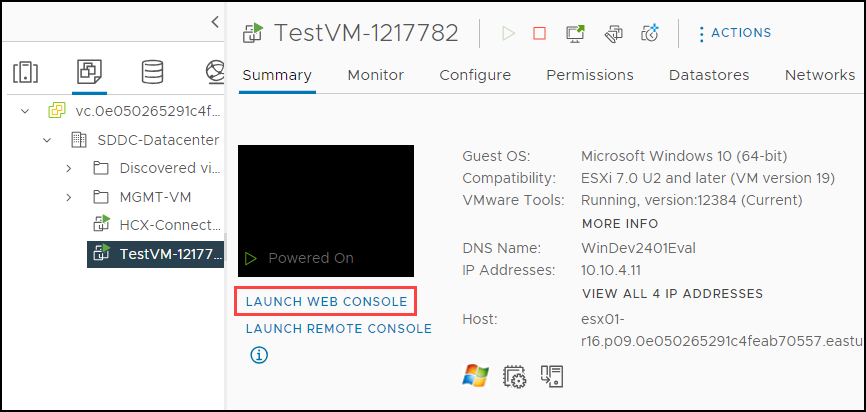 TestVM-1217782
ACTIONS
Summary Monitor Configure Permissions Datastores Networks
vc.0e050265291c4f...
SDDC-Datacenter
Discovered vi...
MGMT-VM
HCX-Connect...
TestVM-12177...
Powered On
LAUNCH WEB CONSOLE
LAUNCH REMOTE CONSOLE
Guest OS: Microsoft Windows 10 (64-bit)
Compatibility: ESXi 7.0 U2 and later (VM version 19)
VMware Tools: Running, version:12384 (Current)
MORE INFO
DNS Name: WinDev2401Eval
IP Addresses: 10.10.4.11
VIEW ALL 4 IP ADDRESSES
Host: esx01-
r16.p09.0e050265291c4feab70557.eastu